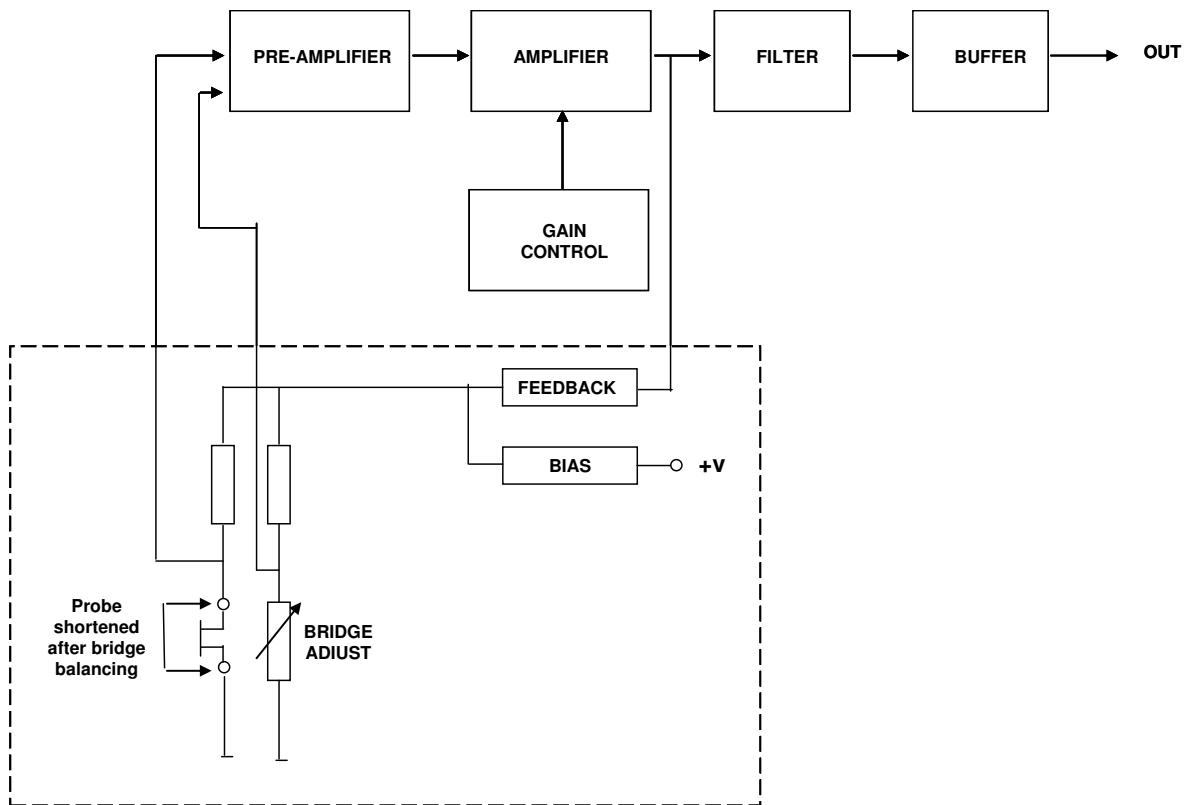 PRE-AMPLIFIER
AMPLIFIER
FILTER
BUFFER
OUT
GAIN
CONTROL
FEEDBACK
BIAS
+V
Probe
shortened
after bridge
balancing
BRIDGE
ADIUST